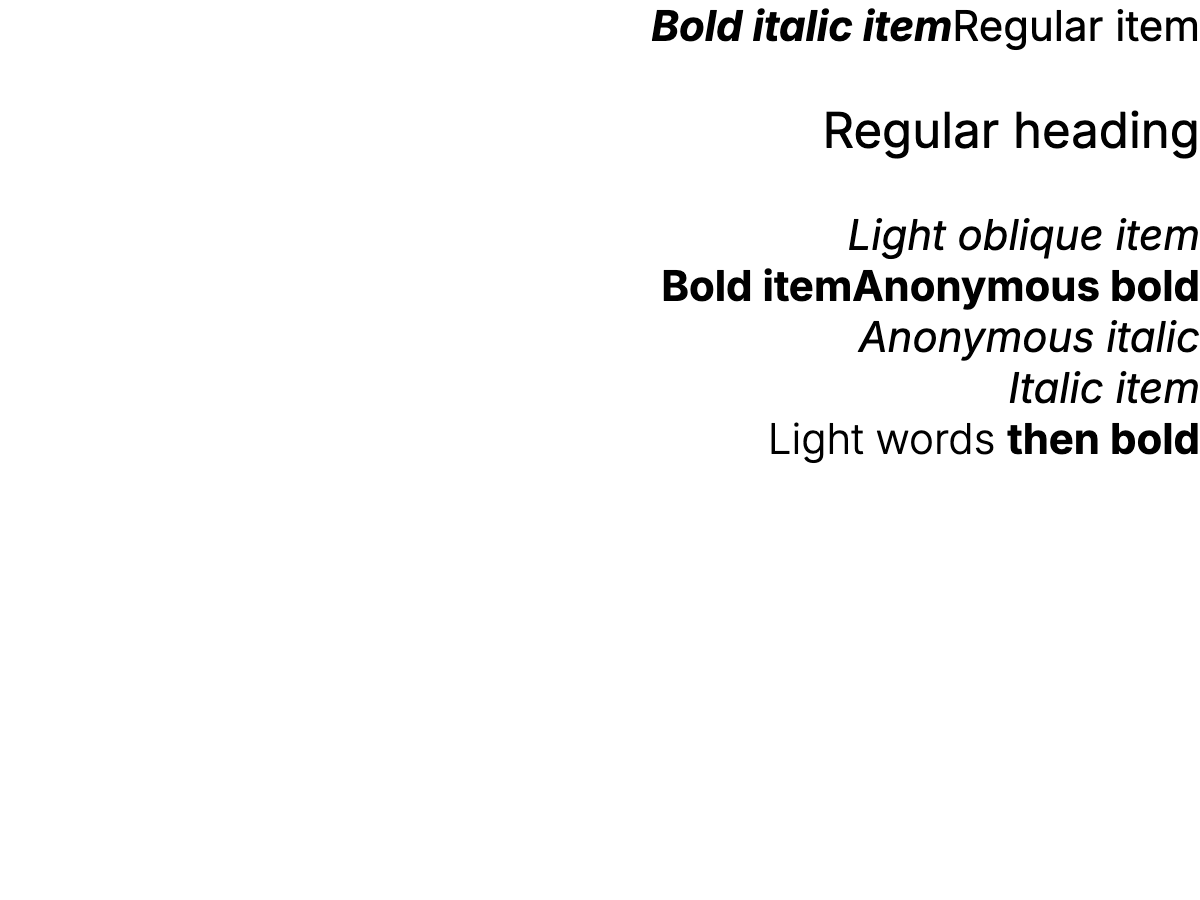 Bold italic itemRegular item
Regular heading
Light oblique item
Bold itemAnonymous bold
Anonymous italic
Italic item
Light words then bold